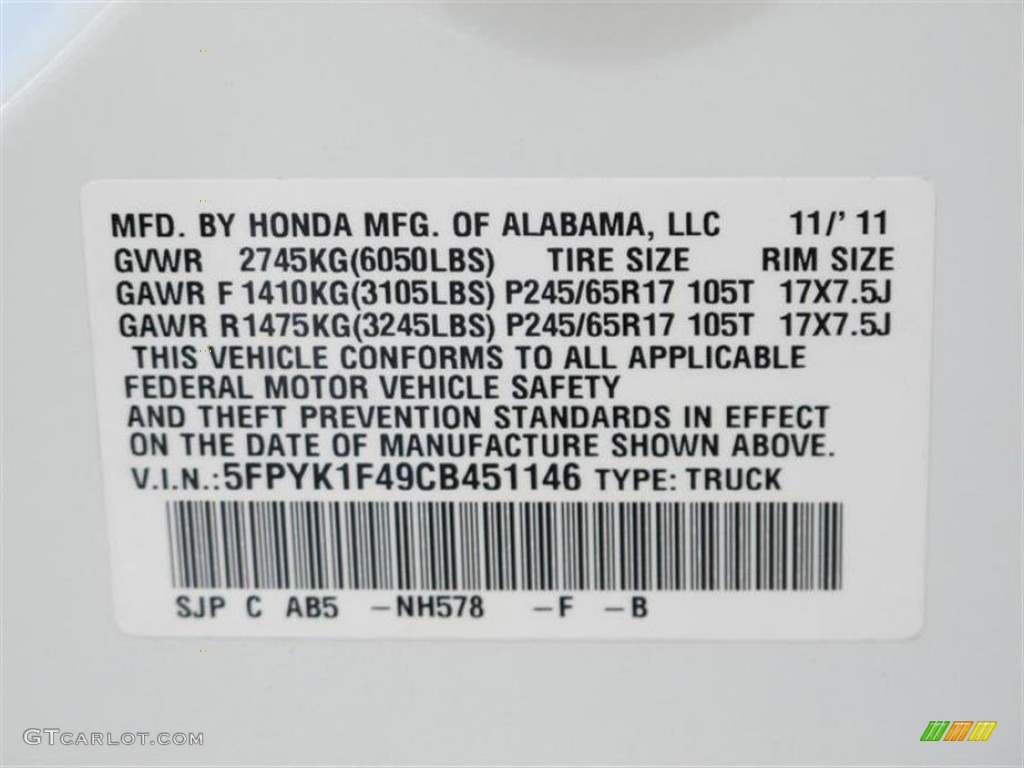 MFD. BY HONDA MFG. OF ALABAMA, LLC 11/' 11
GVWR 2745KG(6050LBS) TIRE SIZE RIM SIZE
GAWR F 1410KG(3105LBS) P245/65R17 105T 17X7.5J
GAWR R1475KG(3245LBS) P245/65R17 105T 17X7.5J
THIS VEHICLE CONFORMS TO ALL APPLICABLE
FEDERAL MOTOR VEHICLE SAFETY
AND THEFT PREVENTION STANDARDS IN EFFECT
ON THE DATE OF MANUFACTURE SHOWN ABOVE.
V.I.N.:5FPYK1F49CB451146 TYPE: TRUCK
SJP C AB5 -NH578 -F -B
GTCARLOT.COM